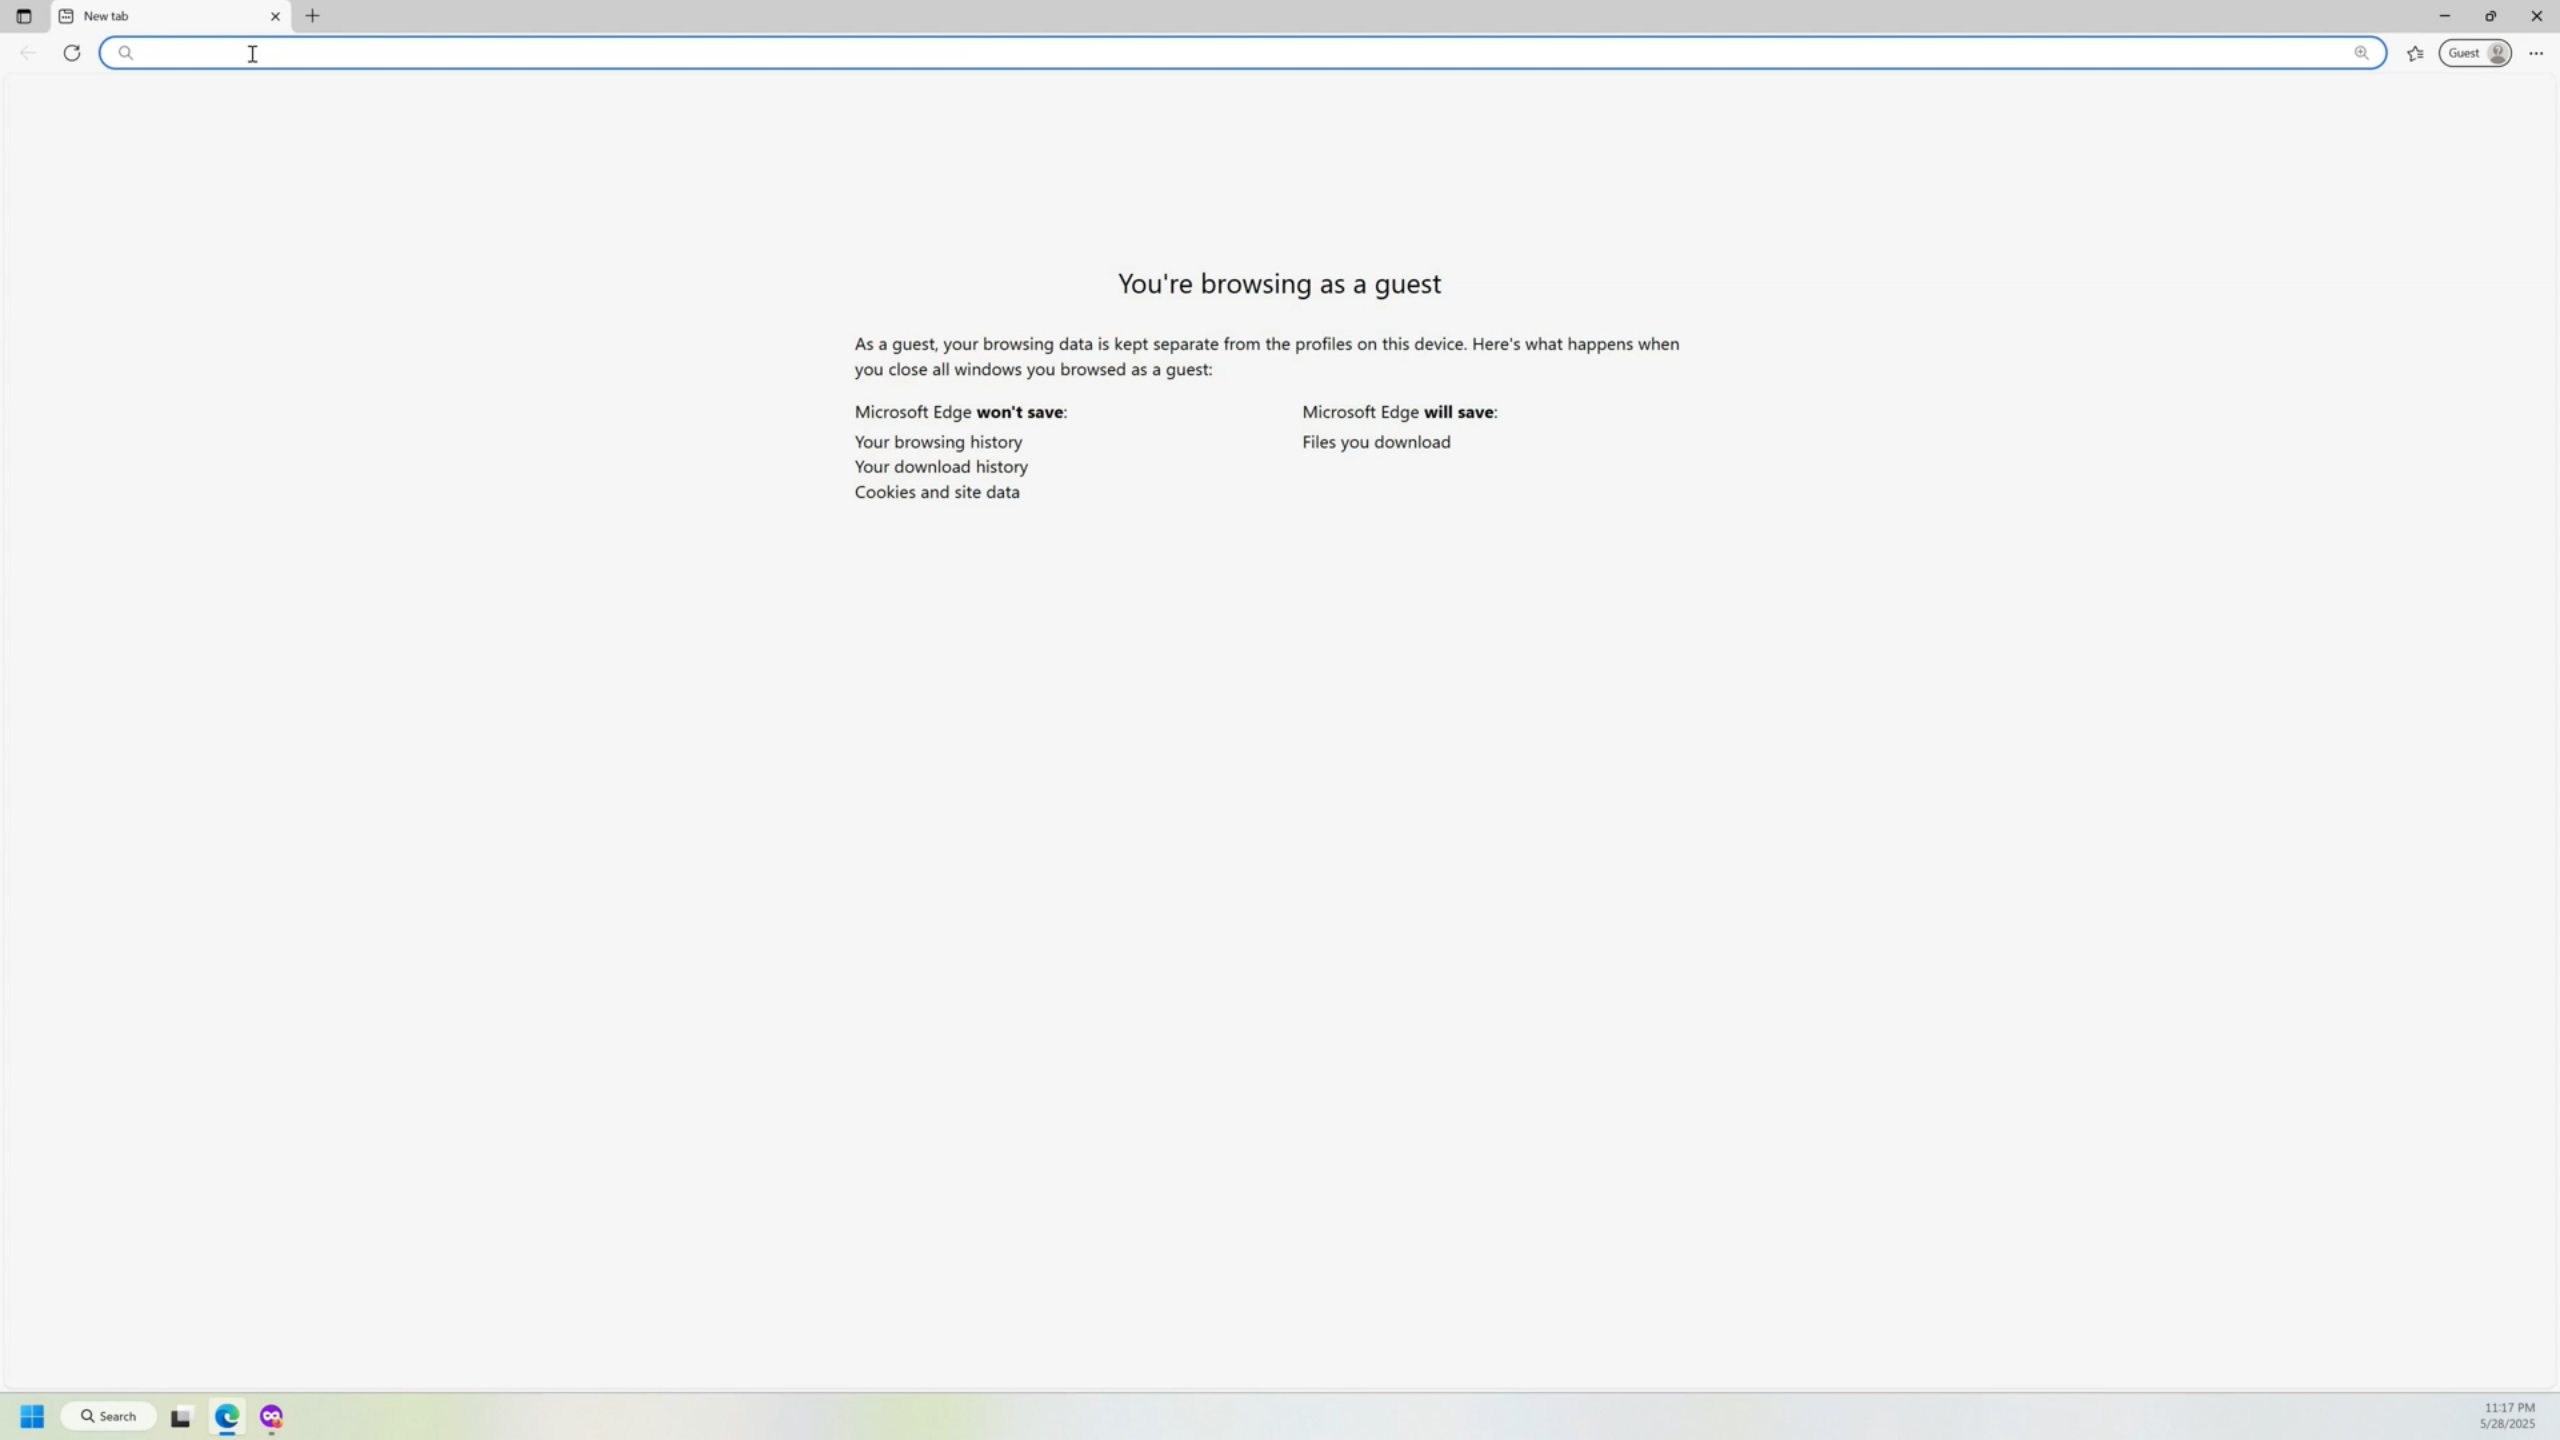 New tab
Guest
You're browsing as a guest
As a guest, your browsing data is kept separate from the profiles on this device. Here's what happens when
you close all windows you browsed as a guest:
Microsoft Edge won't save:
Your browsing history
Your download history
Cookies and site data
Microsoft Edge will save:
Files you download
Search
11:17 PM
5/28/2025